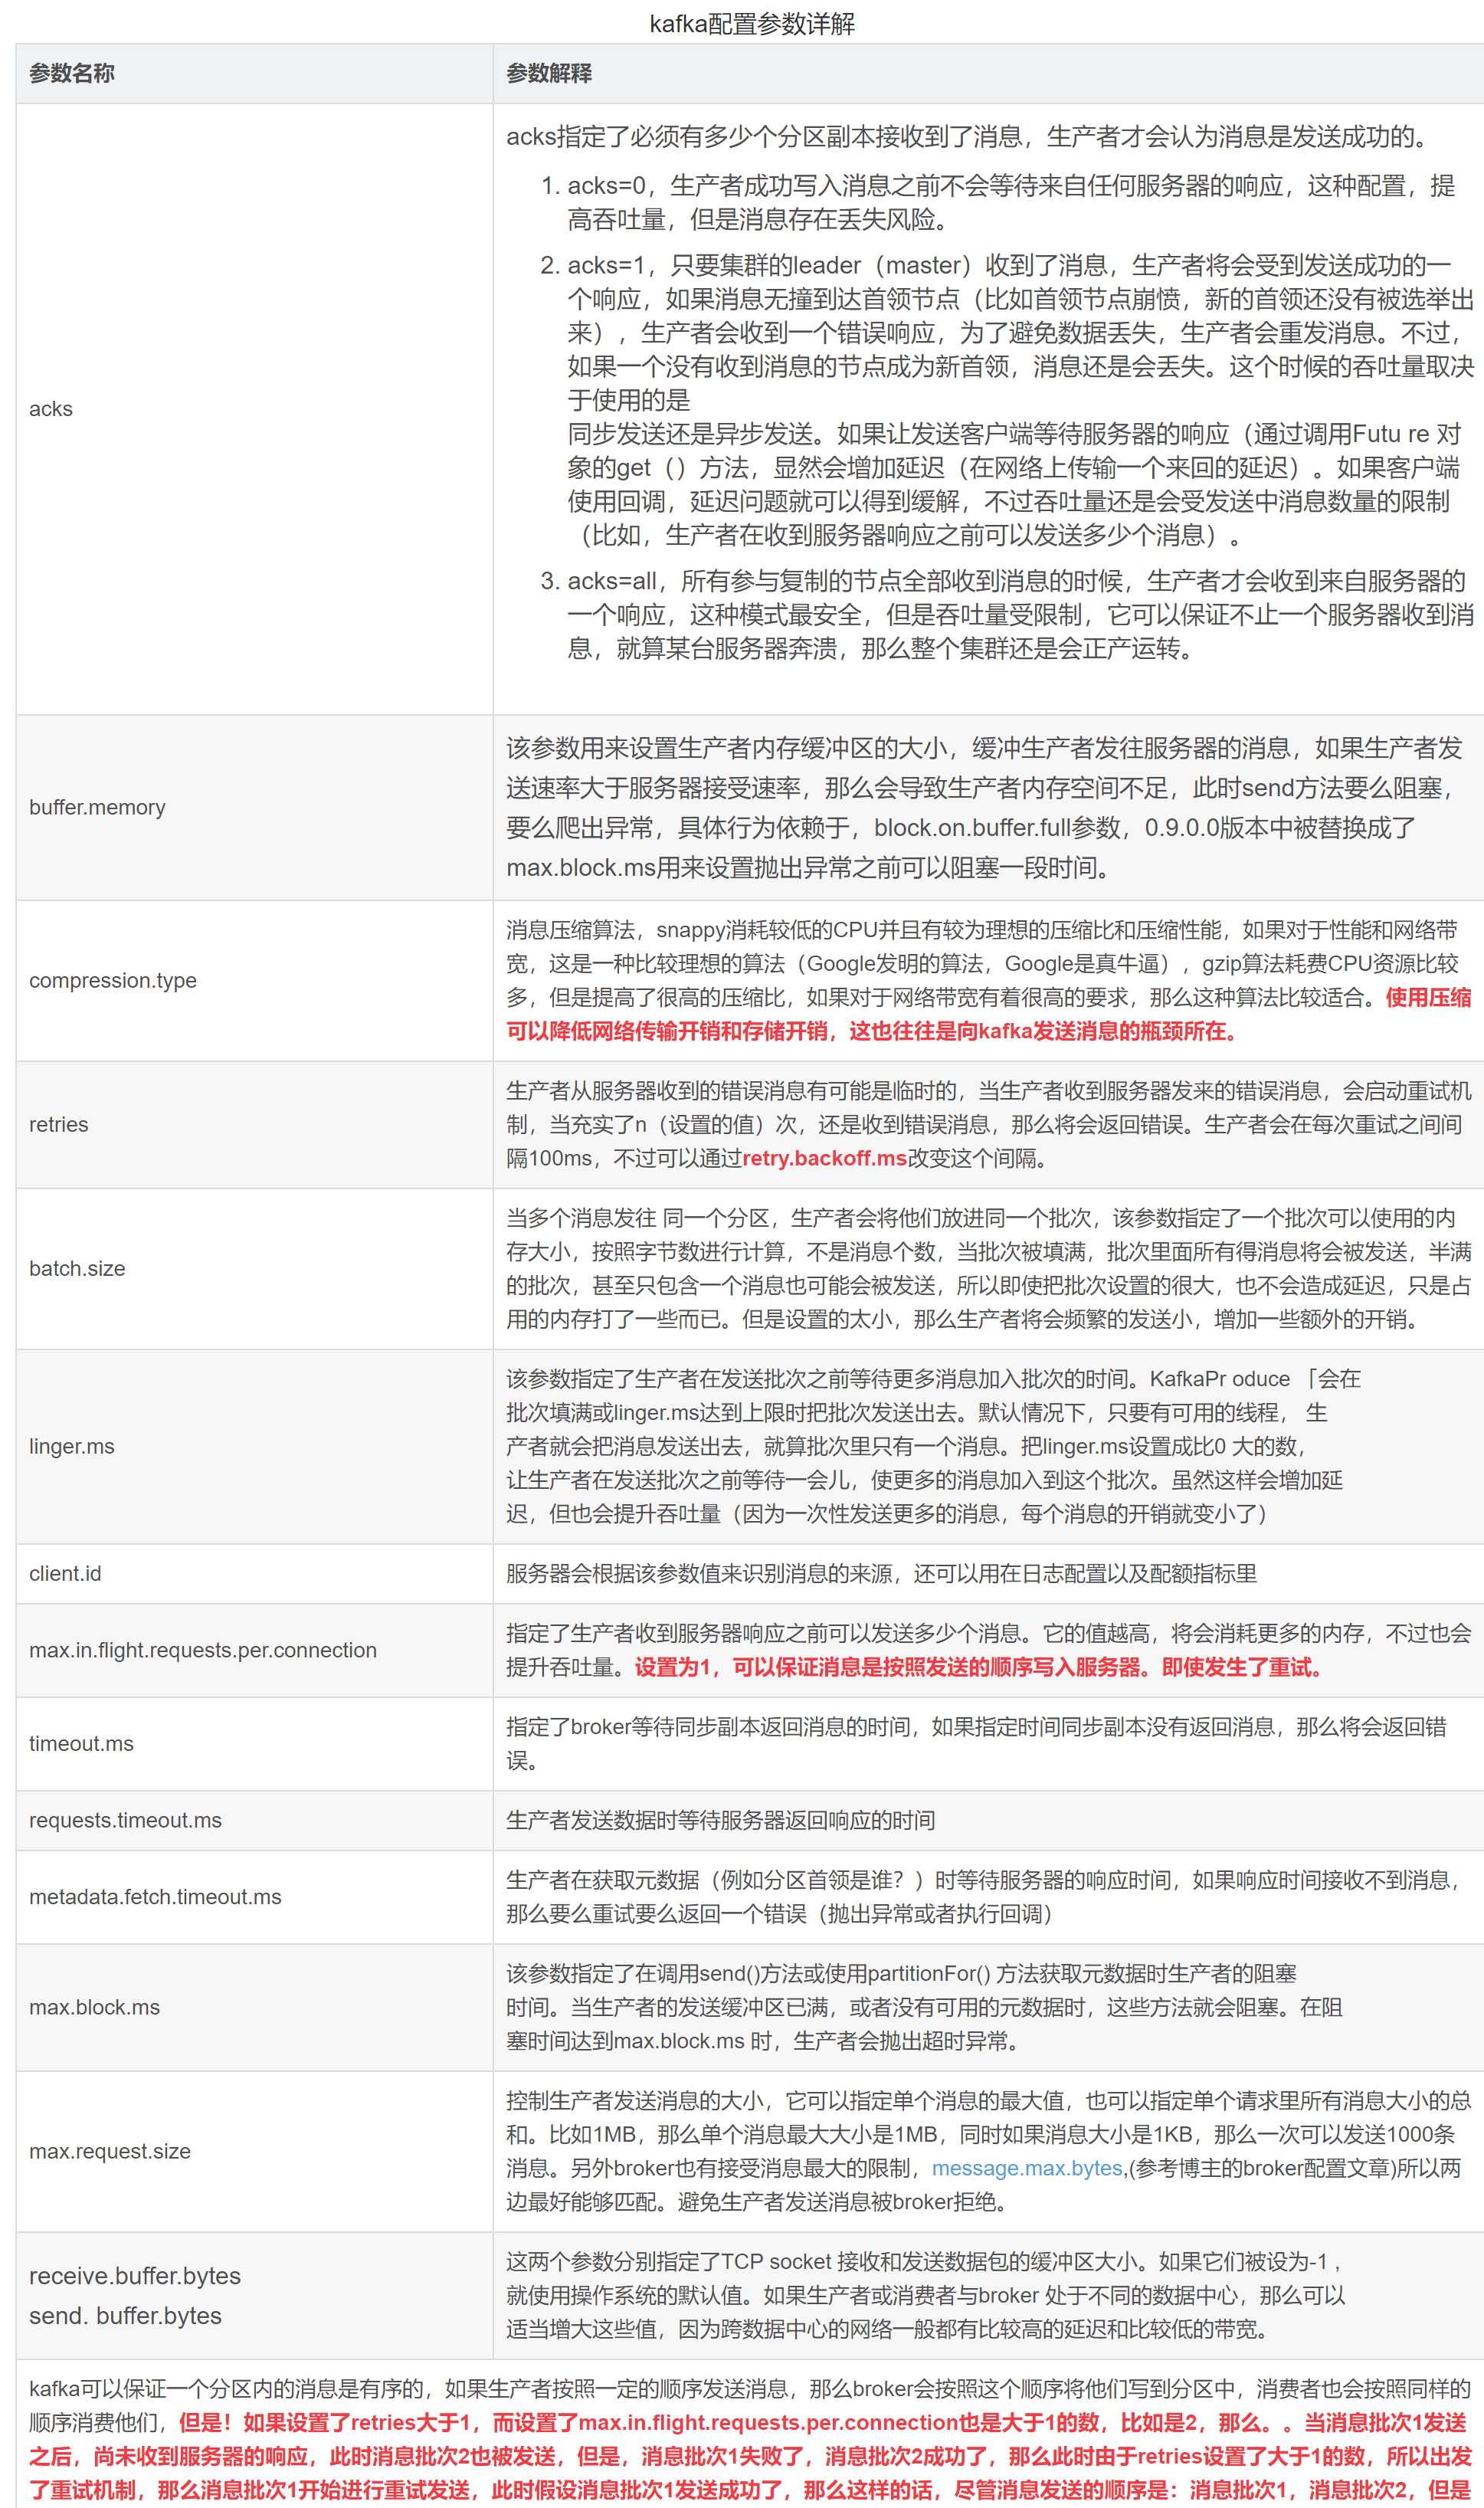 kafka配置参数详解
参数名称
参数解释
acks
acks指定了必须有多少个分区副本接收到了消息，生产者才会认为消息是发送成功的。
1. acks=0，生产者成功写入消息之前不会等待来自任何服务器的响应，这种配置，提
高吞吐量，但是消息存在丢失风险。
2. acks=1，只要集群的leader（master）收到了消息，生产者将会受到发送成功的一
个响应，如果消息无撞到达首领节点（比如首领节点崩愤，新的首领还没有被选举出
来），生产者会收到一个错误响应，为了避免数据丢失，生产者会重发消息。不过，
如果一个没有收到消息的节点成为新首领，消息还是会丢失。这个时候的吞吐量取决
于使用的是
同步发送还是异步发送。如果让发送客户端等待服务器的响应（通过调用Futu re 对
象的get（）方法，显然会增加延迟（在网络上传输一个来回的延迟）。如果客户端
使用回调，延迟问题就可以得到缓解，不过吞吐量还是会受发送中消息数量的限制
（比如，生产者在收到服务器响应之前可以发送多少个消息）。
3. acks=all，所有参与复制的节点全部收到消息的时候，生产者才会收到来自服务器的
一个响应，这种模式最安全，但是吞吐量受限制，它可以保证不止一个服务器收到消
息，就算某台服务器奔溃，那么整个集群还是会正产运转。
buffer.memory
该参数用来设置生产者内存缓冲区的大小，缓冲生产者发往服务器的消息，如果生产者发
送速率大于服务器接受速率，那么会导致生产者内存空间不足，此时send方法要么阻塞，
要么爬出异常，具体行为依赖于，block.on.buffer.full参数，0.9.0.0版本中被替换成了
max.block.ms用来设置抛出异常之前可以阻塞一段时间。
compression.type
消息压缩算法，snappy消耗较低的CPU并且有较为理想的压缩比和压缩性能，如果对于性能和网络带
宽，这是一种比较理想的算法（Google发明的算法，Google是真牛逼），gzip算法耗费CPU资源比较
多，但是提高了很高的压缩比，如果对于网络带宽有着很高的要求，那么这种算法比较适合。使用压缩
可以降低网络传输开销和存储开销，这也往往是向kafka发送消息的瓶颈所在。
retries
生产者从服务器收到的错误消息有可能是临时的，当生产者收到服务器发来的错误消息，会启动重试机
制，当充实了n（设置的值）次，还是收到错误消息，那么将会返回错误。生产者会在每次重试之间间
隔100ms，不过可以通过retry.backoff.ms改变这个间隔。
batch.size
当多个消息发往 同一个分区，生产者会将他们放进同一个批次，该参数指定了一个批次可以使用的内
存大小，按照字节数进行计算，不是消息个数，当批次被填满，批次里面所有得消息将会被发送，半满
的批次，甚至只包含一个消息也可能会被发送，所以即使把批次设置的很大，也不会造成延迟，只是占
用的内存打了一些而已。但是设置的太小，那么生产者将会频繁的发送小，增加一些额外的开销。
linger.ms
该参数指定了生产者在发送批次之前等待更多消息加入批次的时间。KafkaPr oduce 「会在
批次填满或linger.ms达到上限时把批次发送出去。默认情况下，只要有可用的线程， 生
产者就会把消息发送出去，就算批次里只有一个消息。把linger.ms设置成比0 大的数，
让生产者在发送批次之前等待一会儿，使更多的消息加入到这个批次。虽然这样会增加延
迟，但也会提升吞吐量（因为一次性发送更多的消息，每个消息的开销就变小了）
client.id
服务器会根据该参数值来识别消息的来源，还可以用在日志配置以及配额指标里
max.in.flight.requests.per.connection
指定了生产者收到服务器响应之前可以发送多少个消息。它的值越高，将会消耗更多的内存，不过也会
提升吞吐量。设置为1，可以保证消息是按照发送的顺序写入服务器。即使发生了重试。
timeout.ms
指定了broker等待同步副本返回消息的时间，如果指定时间同步副本没有返回消息，那么将会返回错
误。
requests.timeout.ms
生产者发送数据时等待服务器返回响应的时间
metadata.fetch.timeout.ms
生产者在获取元数据（例如分区首领是谁？）时等待服务器的响应时间，如果响应时间接收不到消息，
那么要么重试要么返回一个错误（抛出异常或者执行回调）
max.block.ms
该参数指定了在调用send()方法或使用partitionFor() 方法获取元数据时生产者的阻塞
时间。当生产者的发送缓冲区已满，或者没有可用的元数据时，这些方法就会阻塞。在阻
塞时间达到max.block.ms 时，生产者会抛出超时异常。
max.request.size
控制生产者发送消息的大小，它可以指定单个消息的最大值，也可以指定单个请求里所有消息大小的总
和。比如1MB，那么单个消息最大大小是1MB，同时如果消息大小是1KB，那么一次可以发送1000条
消息。另外broker也有接受消息最大的限制，message.max.bytes,(参考博主的broker配置文章)所以两
边最好能够匹配。避免生产者发送消息被broker拒绝。
receive.buffer.bytes
send. buffer.bytes
这两个参数分别指定了TCP socket 接收和发送数据包的缓冲区大小。如果它们被设为-1 ,
就使用操作系统的默认值。如果生产者或消费者与broker 处于不同的数据中心，那么可以
适当增大这些值，因为跨数据中心的网络一般都有比较高的延迟和比较低的带宽。
kafka可以保证一个分区内的消息是有序的，如果生产者按照一定的顺序发送消息，那么broker会按照这个顺序将他们写到分区中，消费者也会按照同样的
顺序消费他们，但是！如果设置了retries大于1，而设置了max.in.flight.requests.per.connection也是大于1的数，比如是2，那么。。当消息批次1发送
之后，尚未收到服务器的响应，此时消息批次2也被发送，但是，消息批次1失败了，消息批次2成功了，那么此时由于retries设置了大于1的数，所以出发
了重试机制，那么消息批次1开始进行重试发送，此时假设消息批次1发送成功了，那么这样的话，尽管消息发送的顺序是：消息批次1，消息批次2，但是